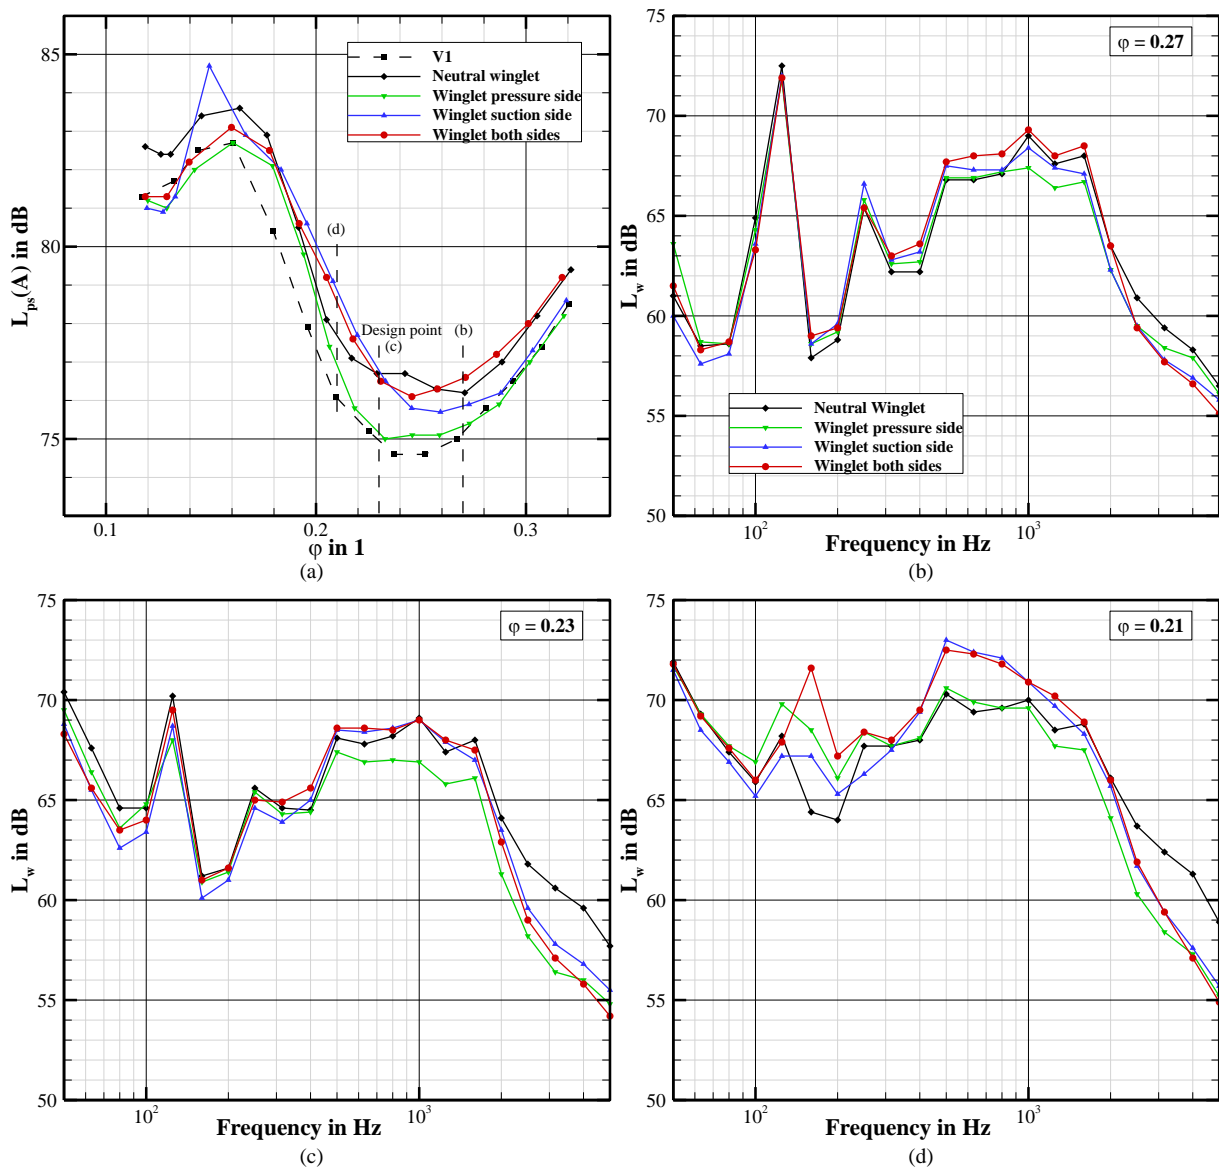 85
80
75
0.1
0.2
0.3
L_ps(A) in dB
φ in 1
V1
Neutral winglet
Winglet pressure side
Winglet suction side
Winglet both sides
(d)
Design point
(c)
(b)
(a)
75
70
65
60
55
50
10^2
10^3
L_w in dB
Frequency in Hz
φ = 0.27
Neutral Winglet
Winglet pressure side
Winglet suction side
Winglet both sides
(b)
75
70
65
60
55
50
10^2
10^3
L_w in dB
Frequency in Hz
φ = 0.23
(c)
75
70
65
60
55
50
10^2
10^3
L_w in dB
Frequency in Hz
φ = 0.21
(d)